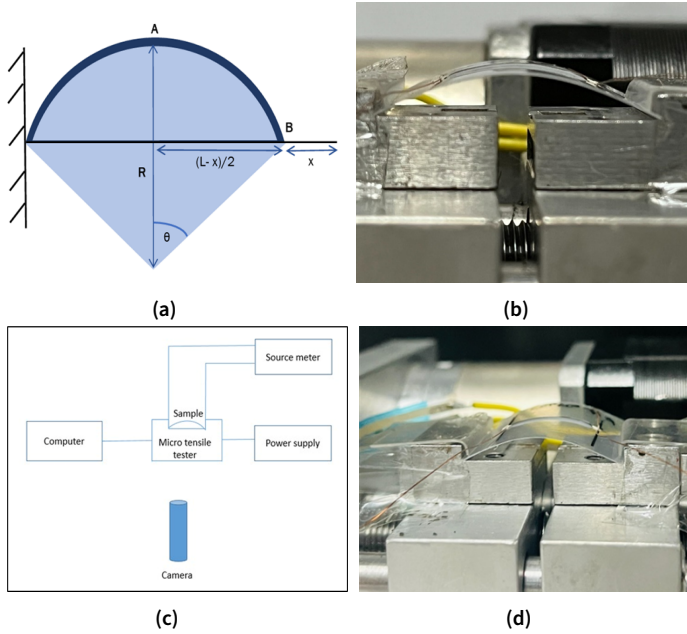 A
B
(L- x)/2
x
R
θ
(a)
(b)
Source meter
Sample
Computer
Micro tensile
tester
Power supply
Camera
(c)
(d)